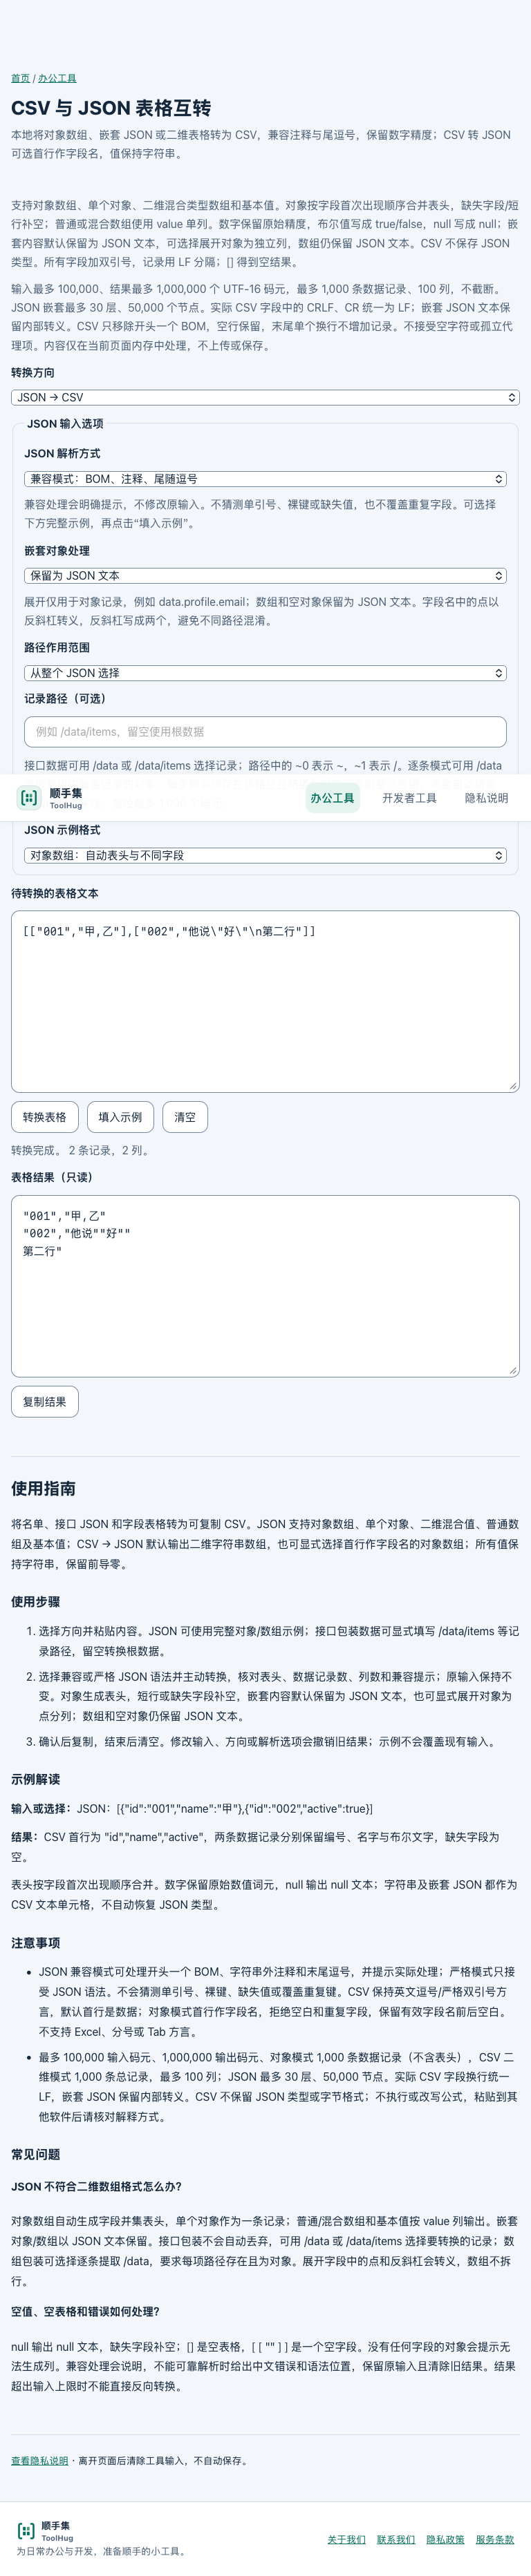 首页 / 办公工具
CSV 与 JSON 表格互转
本地将对象数组、嵌套 JSON 或二维表格转为 CSV，兼容注释与尾逗号，保留数字精度；CSV 转 JSON
可选首行作字段名，值保持字符串。
支持对象数组、单个对象、二维混合类型数组和基本值。对象按字段首次出现顺序合并表头，缺失字段/短
行补空；普通或混合数组使用 value 单列。数字保留原始精度，布尔值写成 true/false，null 写成 null；嵌
套内容默认保留为 JSON 文本，可选择展开对象为独立列，数组仍保留 JSON 文本。CSV 不保存 JSON
类型。所有字段加双引号，记录用 LF 分隔；[] 得到空结果。
输入最多 100,000、结果最多 1,000,000 个 UTF-16 码元，最多 1,000 条数据记录、100 列，不截断。
JSON 嵌套最多 30 层、50,000 个节点。实际 CSV 字段中的 CRLF、CR 统一为 LF；嵌套 JSON 文本保
留内部转义。CSV 只移除开头一个 BOM，空行保留，末尾单个换行不增加记录。不接受空字符或孤立代
理项。内容仅在当前页面内存中处理，不上传或保存。
转换方向
JSON → CSV
JSON 输入选项
JSON 解析方式
兼容模式：BOM、注释、尾随逗号
兼容处理会明确提示，不修改原输入。不猜测单引号、裸键或缺失值，也不覆盖重复字段。可选择
下方完整示例，再点击“填入示例”。
嵌套对象处理
保留为 JSON 文本
展开仅用于对象记录，例如 data.profile.email；数组和空对象保留为 JSON 文本。字段名中的点以
反斜杠转义，反斜杠写成两个，避免不同路径混淆。
路径作用范围
从整个 JSON 选择
记录路径（可选）
例如 /data/items，留空使用根数据
接口数据可用 /data 或 /data/items 选择记录；路径中的 ~0 表示 ~，~1 表示 /。逐条模式可用 /data
顺手集
ToolHug
办公工具
开发者工具
隐私说明
JSON 示例格式
对象数组：自动表头与不同字段
待转换的表格文本
[["001","甲,乙"],["002","他说\"好\"\n第二行"]]
转换表格
填入示例
清空
转换完成。 2 条记录，2 列。
表格结果（只读）
"001","甲,乙"
"002","他说""好""
第二行"
复制结果
使用指南
将名单、接口 JSON 和字段表格转为可复制 CSV。JSON 支持对象数组、单个对象、二维混合值、普通数
组及基本值；CSV → JSON 默认输出二维字符串数组，也可显式选择首行作字段名的对象数组；所有值保
持字符串，保留前导零。
使用步骤
1. 选择方向并粘贴内容。JSON 可使用完整对象/数组示例；接口包装数据可显式填写 /data/items 等记
录路径，留空转换根数据。
2. 选择兼容或严格 JSON 语法并主动转换，核对表头、数据记录数、列数和兼容提示；原输入保持不
变。对象生成表头，短行或缺失字段补空，嵌套内容默认保留为 JSON 文本，也可显式展开对象为
点分列；数组和空对象仍保留 JSON 文本。
3. 确认后复制，结束后清空。修改输入、方向或解析选项会撤销旧结果；示例不会覆盖现有输入。
示例解读
输入或选择：JSON：[{"id":"001","name":"甲"},{"id":"002","active":true}]
结果：CSV 首行为 "id","name","active"，两条数据记录分别保留编号、名字与布尔文字，缺失字段为
空。
表头按字段首次出现顺序合并。数字保留原始数值词元，null 输出 null 文本；字符串及嵌套 JSON 都作为
CSV 文本单元格，不自动恢复 JSON 类型。
注意事项
• JSON 兼容模式可处理开头一个 BOM、字符串外注释和末尾逗号，并提示实际处理；严格模式只接
受 JSON 语法。不会猜测单引号、裸键、缺失值或覆盖重复键。CSV 保持英文逗号/严格双引号方
言，默认首行是数据；对象模式首行作字段名，拒绝空白和重复字段，保留有效字段名前后空白。
不支持 Excel、分号或 Tab 方言。
• 最多 100,000 输入码元、1,000,000 输出码元、对象模式 1,000 条数据记录（不含表头），CSV 二
维模式 1,000 条总记录，最多 100 列；JSON 最多 30 层、50,000 节点。实际 CSV 字段换行统一
LF，嵌套 JSON 保留内部转义。CSV 不保留 JSON 类型或字节格式；不执行或改写公式，粘贴到其
他软件后请核对解释方式。
常见问题
JSON 不符合二维数组格式怎么办？
对象数组自动生成字段并集表头，单个对象作为一条记录；普通/混合数组和基本值按 value 列输出。嵌套
对象/数组以 JSON 文本保留。接口包装不会自动丢弃，可用 /data 或 /data/items 选择要转换的记录；数
组包装可选择逐条提取 /data，要求每项路径存在且为对象。展开字段中的点和反斜杠会转义，数组不拆
行。
空值、空表格和错误如何处理？
null 输出 null 文本，缺失字段补空；[] 是空表格，[ [ "" ] ] 是一个空字段。没有任何字段的对象会提示无
法生成列。兼容处理会说明，不能可靠解析时给出中文错误和语法位置，保留原输入且清除旧结果。结果
超出输入上限时不能直接反向转换。
查看隐私说明 · 离开页面后清除工具输入，不自动保存。
顺手集
ToolHug
为日常办公与开发，准备顺手的小工具。
关于我们
联系我们
隐私政策
服务条款